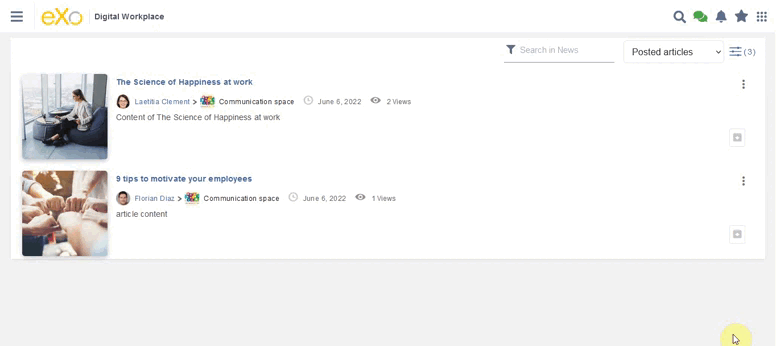 eXo Digital Workplace
Search in News Posted articles (3)
The Science of Happiness at work
Laetitia Clement > Communication space June 6, 2022 2 Views
Content of The Science of Happiness at work
9 tips to motivate your employees
Florian Diaz > Communication space June 6, 2022 1 Views
article content